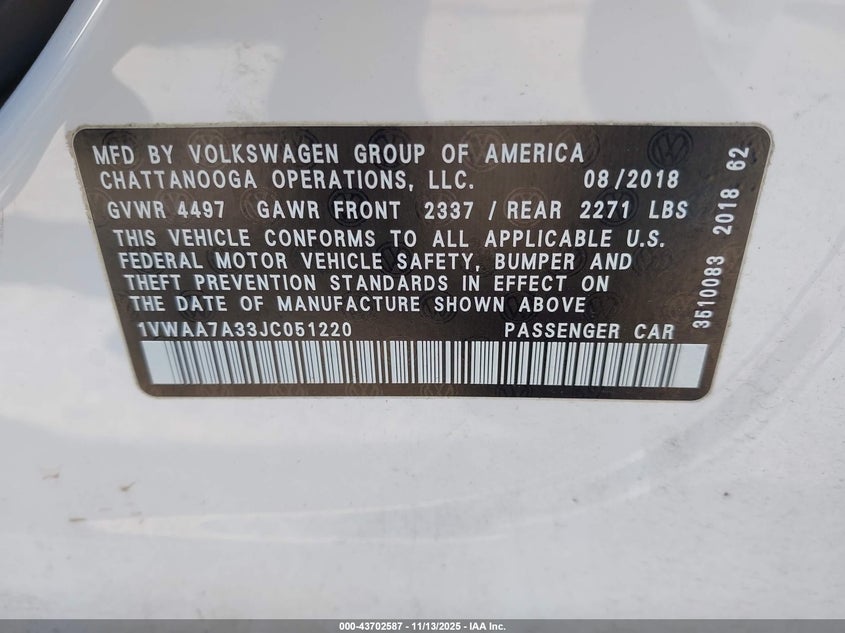 MFD BY VOLKSWAGEN GROUP OF AMERICA
CHATTANOOGA OPERATIONS, LLC. 08/2018
GVWR 4497 GAWR FRONT 2337 / REAR 2271 LBS
THIS VEHICLE CONFORMS TO ALL APPLICABLE U.S.
FEDERAL MOTOR VEHICLE SAFETY, BUMPER AND
THEFT PREVENTION STANDARDS IN EFFECT ON
THE DATE OF MANUFACTURE SHOWN ABOVE
1VWAA7A33JC051220 PASSENGER CAR
3510083 2018 62
000-43702587 - 11/13/2025 - IAA Inc.